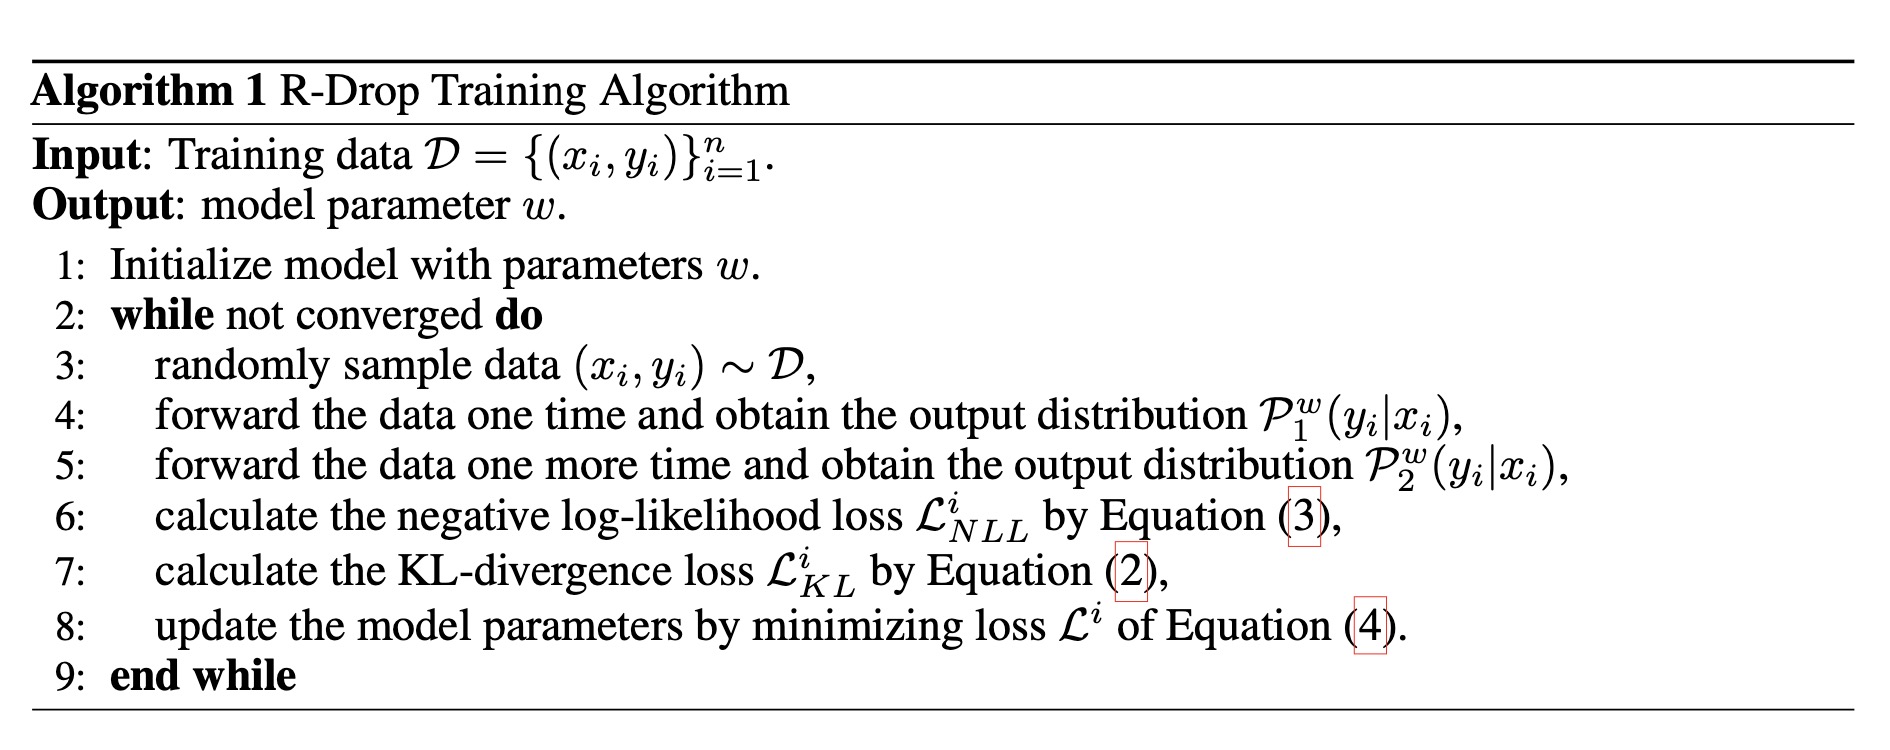 Algorithm 1 R-Drop Training Algorithm
Input: Training data $\mathcal{D} = \{(x_i, y_i)\}_{i=1}^{n}$.
Output: model parameter $w$.
1: Initialize model with parameters $w$.
2: while not converged do
3: randomly sample data $(x_i, y_i) \sim \mathcal{D}$,
4: forward the data one time and obtain the output distribution $\mathcal{P}_1^w(y_i|x_i)$,
5: forward the data one more time and obtain the output distribution $\mathcal{P}_2^w(y_i|x_i)$,
6: calculate the negative log-likelihood loss $\mathcal{L}_{NLL}^i$ by Equation (3),
7: calculate the KL-divergence loss $\mathcal{L}_{KL}^i$ by Equation (2),
8: update the model parameters by minimizing loss $\mathcal{L}^i$ of Equation (4).
9: end while